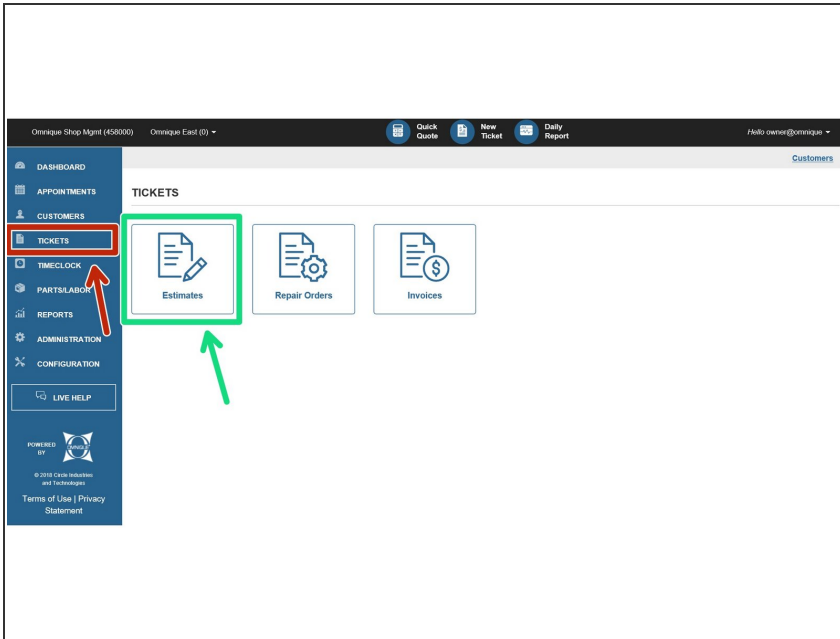 Omnique Shop Mgmt (458000) Omnique East (0)
Quick
Quote
New
Ticket
Daily
Report
Hello owner@omnique
Customers
DASHBOARD
APPOINTMENTS
CUSTOMERS
TICKETS
TIMECLOCK
PARTS/LABOR
REPORTS
ADMINISTRATION
CONFIGURATION
LIVE HELP
POWERED
BY
OMNIQUE
© 2018 Circle Industries
and Technologies
Terms of Use | Privacy
Statement
TICKETS
Estimates
Repair Orders
Invoices